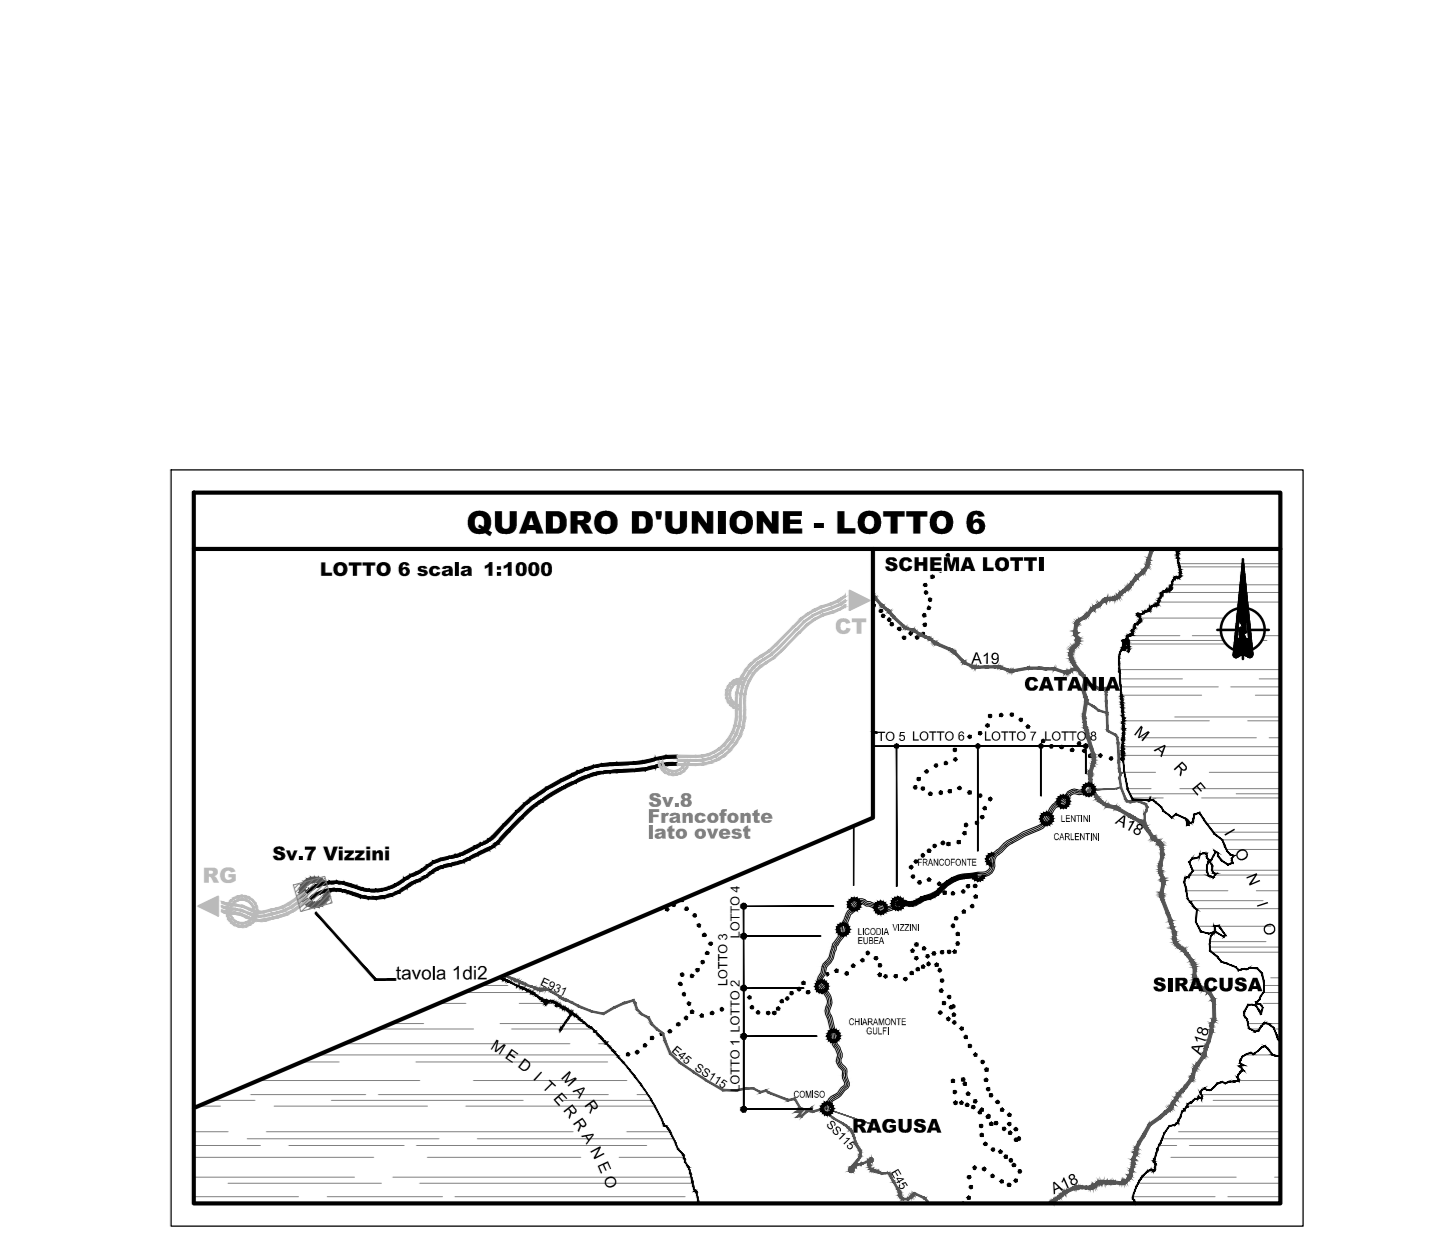 QUADRO D'UNIONE - LOTTO 6
LOTTO 6 scala 1:1000
SCHEMA LOTTI
CT
A19
CATANIA
TO 5
LOTTO 6
LOTTO 7
LOTTO 8
MARE
IONIO
Sv.8
Francofonte
lato ovest
LENTINI
CARLENTINI
A18
Sv.7 Vizzini
FRANCOFONTE
RG
LOTTO 4
LICODIA
EUBEA
VIZZINI
LOTTO 3
tavola 1di2
E931
SIRACUSA
LOTTO 2
CHIARAMONTE
GULFI
A18
MAR
MEDITERRANEO
E45
SS115
LOTTO 1
COMISO
RAGUSA
SS115
E45
A18